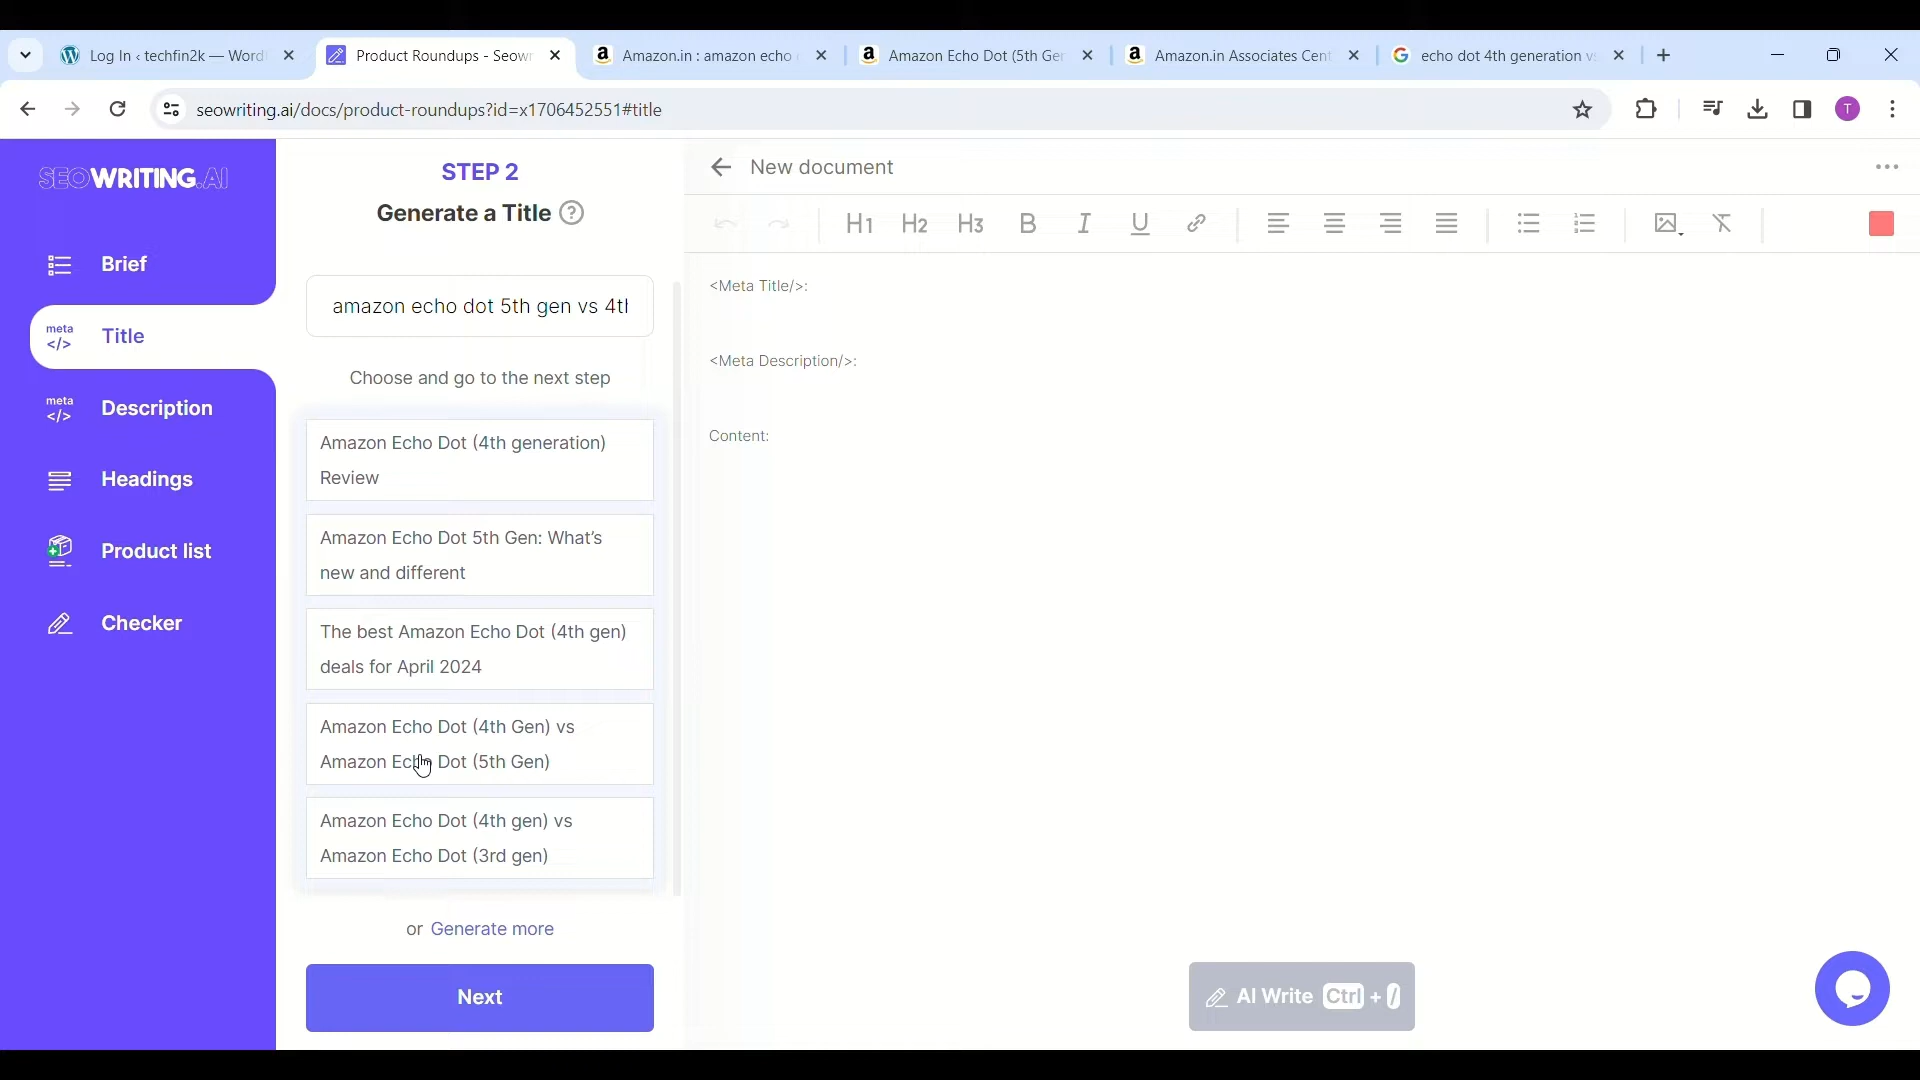 Log In ‹ techfin2k — Word
Product Roundups - Seowr
Amazon.in : amazon echo
Amazon Echo Dot (5th Ger
Amazon.in Associates Cent
echo dot 4th generation v
seowriting.ai/docs/product-roundups?id=x1706452551#title
T
SEOWRITING.AI
meta
</>
Brief
Title
meta
</>
Description
Headings
Product list
Checker
STEP 2
Generate a Title ?
amazon echo dot 5th gen vs 4tl
Choose and go to the next step
Amazon Echo Dot (4th generation)
Review
Amazon Echo Dot 5th Gen: What's
new and different
The best Amazon Echo Dot (4th gen)
deals for April 2024
Amazon Echo Dot (4th Gen) vs
Amazon Echo Dot (5th Gen)
Amazon Echo Dot (4th gen) vs
Amazon Echo Dot (3rd gen)
or Generate more
Next
New document
H1 H2 H3 B I U
<Meta Title/>:
<Meta Description/>:
Content:
AI Write Ctrl + /